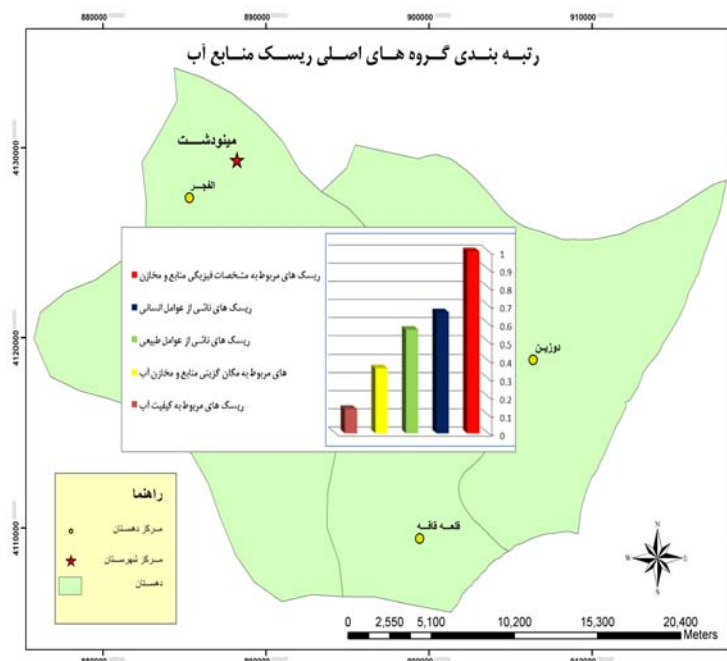 880000 890000 900000 910000
رتبه بندی گروه های اصلی ریسک منابع آب
4130000
4120000
4110000
مینودشت
الفجر
دوزین
قلعه قافه
ریسک های مربوط به مشخصات فیزیکی منابع و مخازن
ریسک های ناشی از عوامل انسانی
ریسک های ناشی از عوامل طبیعی
های مربوط به مکان گزینی منابع و مخازن آب
ریسک های مربوط به کیفیت آب
1
0.9
0.8
0.7
0.6
0.5
0.4
0.3
0.2
0.1
0
راهنما
مرکز دهستان
مرکز شهرستان
دهستان
N
W E
S
0 2,550 5,100 10,200 15,300 20,400
Meters
880000 890000 900000 910000